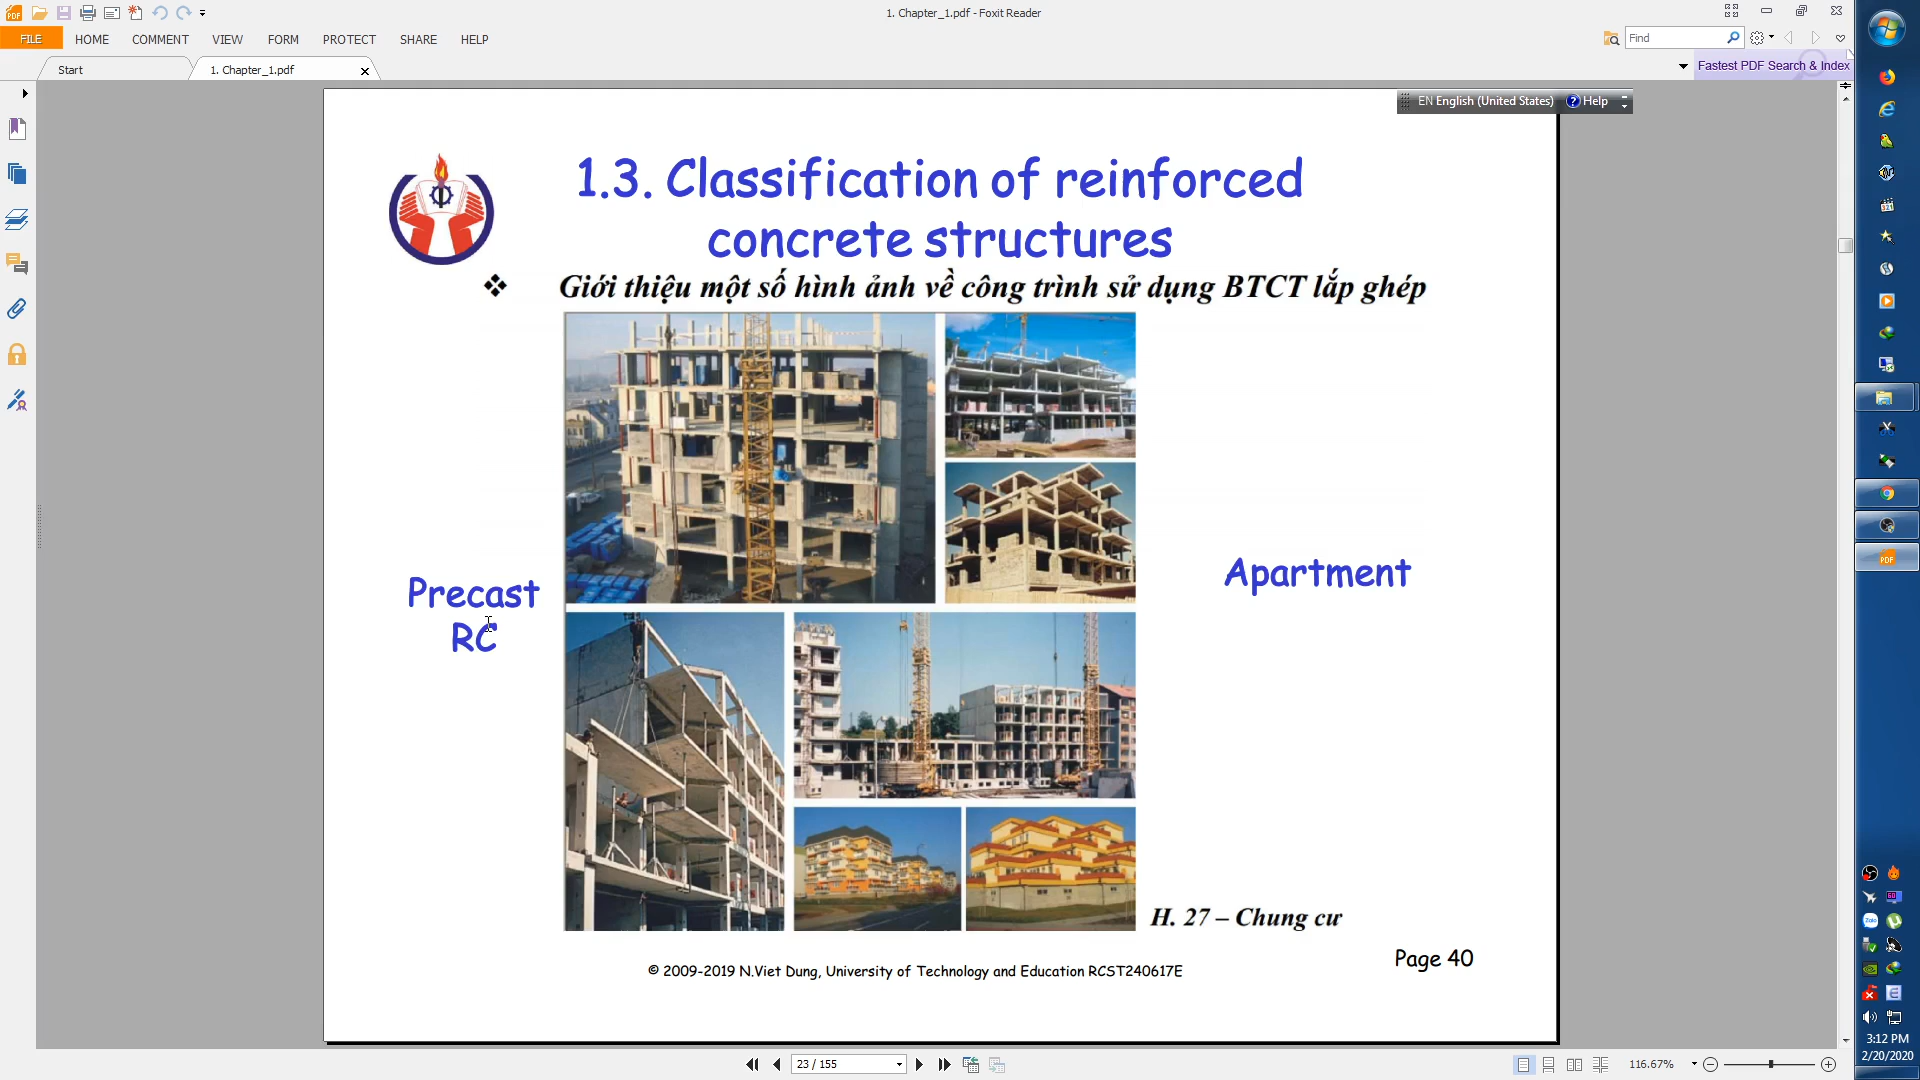 1. Chapter_1.pdf - Foxit Reader
FILE HOME COMMENT VIEW FORM PROTECT SHARE HELP
Find
Start
1. Chapter_1.pdf
Fastest PDF Search & Index
EN English (United States) Help
1.3. Classification of reinforced
concrete structures
Giới thiệu một số hình ảnh về công trình sử dụng BTCT lắp ghép
Precast
RC
Apartment
H. 27 – Chung cư
Page 40
© 2009-2019 N.Viet Dung, University of Technology and Education RCST240617E
23 / 155
116.67%
3:12 PM
2/20/2020